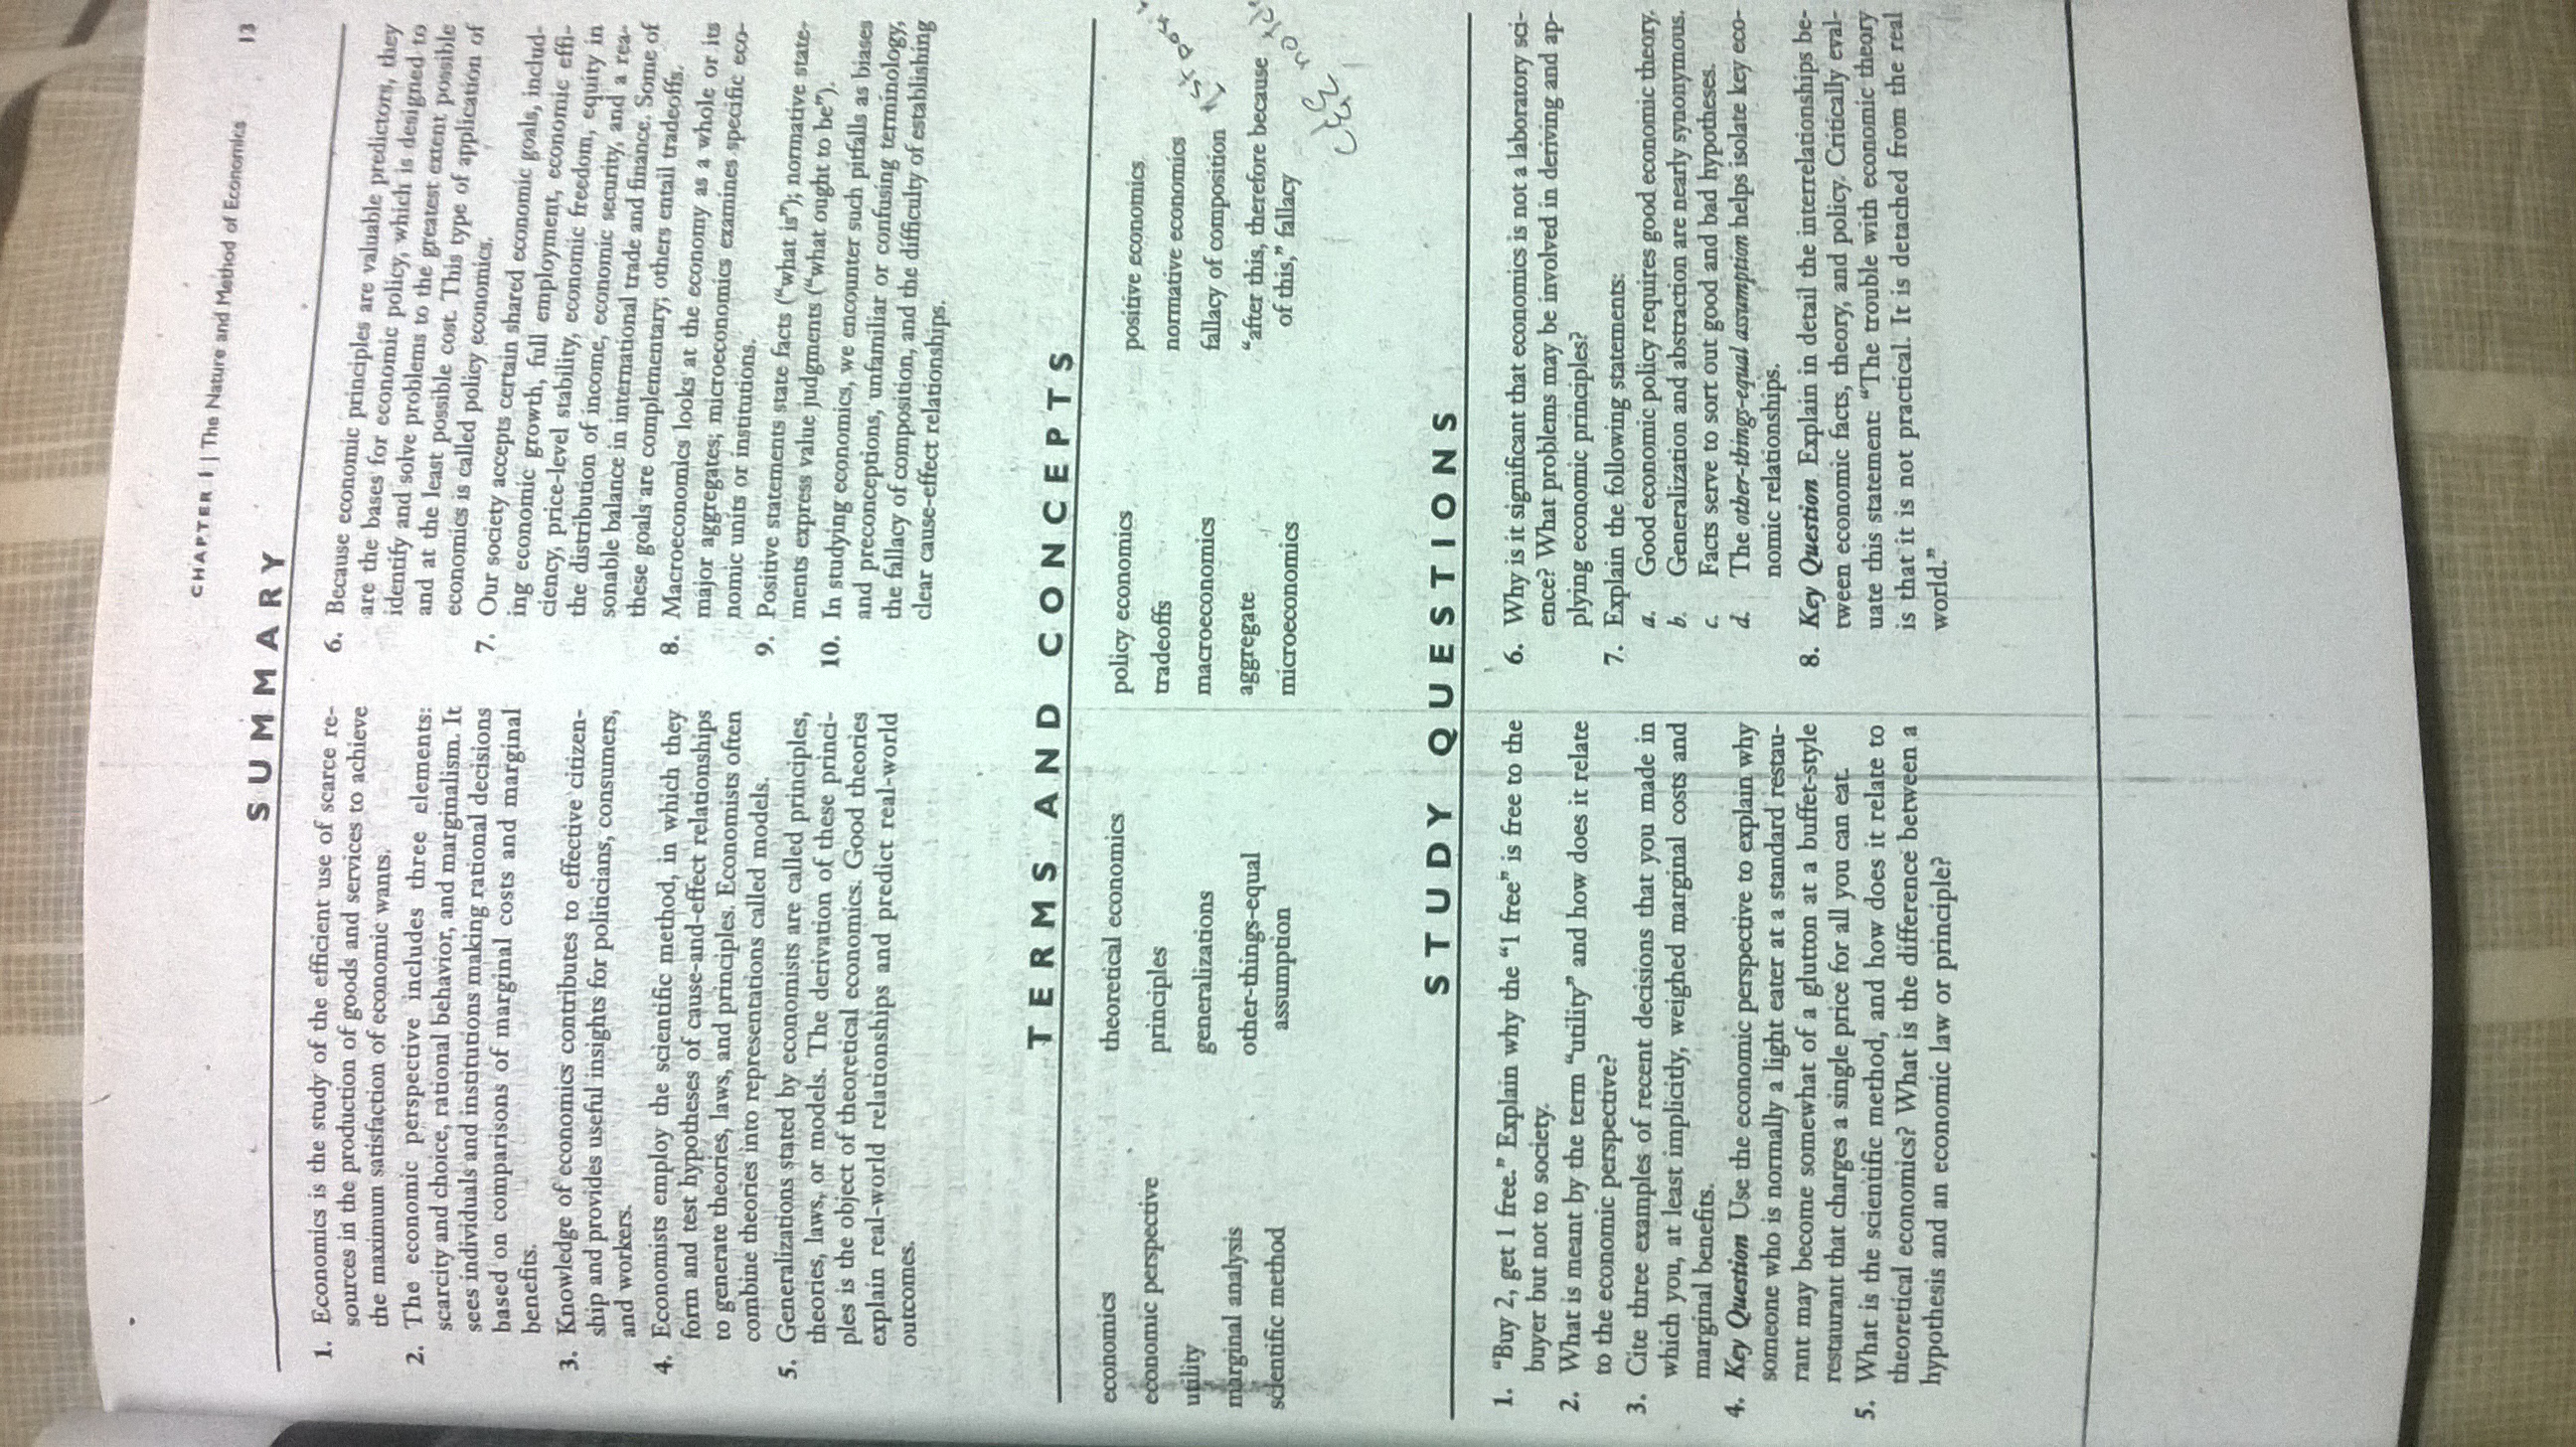 CHAPTER 1 | The Nature and Method of Economics 13
SUMMARY
1. Economics is the study of the efficient use of scarce re-
sources in the production of goods and services to achieve
the maximum satisfaction of economic wants.
2. The economic perspective includes three elements:
scarcity and choice, rational behavior, and marginalism. It
sees individuals and institutions making rational decisions
based on comparisons of marginal costs and marginal
benefits.
3. Knowledge of economics contributes to effective citizen-
ship and provides useful insights for politicians, consumers,
and workers.
4. Economists employ the scientific method, in which they
form and test hypotheses of cause-and-effect relationships
to generate theories, laws, and principles. Economists often
combine theories into representations called models.
5. Generalizations stated by economists are called principles,
theories, laws, or models. The derivation of these princi-
ples is the object of theoretical economics. Good theories
explain real-world relationships and predict real-world
outcomes.
6. Because economic principles are valuable predictors, they
are the bases for economic policy, which is designed to
identify and solve problems to the greatest extent possible
and at the least possible cost. This type of application of
economics is called policy economics.
7. Our society accepts certain shared economic goals, includ-
ing economic growth, full employment, economic effi-
ciency, price-level stability, economic freedom, equity in
the distribution of income, economic security, and a rea-
sonable balance in international trade and finance. Some of
these goals are complementary; others entail tradeoffs.
8. Macroeconomics looks at the economy as a whole or its
major aggregates; microeconomics examines specific eco-
nomic units or institutions.
9. Positive statements state facts (“what is”); normative state-
ments express value judgments (“what ought to be”).
10. In studying economics, we encounter such pitfalls as biases
and preconceptions, unfamiliar or confusing terminology,
the fallacy of composition, and the difficulty of establishing
clear cause-effect relationships.
TERMS AND CONCEPTS
economics
economic perspective
utility
marginal analysis
scientific method
theoretical economics
principles
generalizations
other-things-equal
assumption
policy economics
tradeoffs
macroeconomics
aggregate
microeconomics
positive economics
normative economics
fallacy of composition
“after this, therefore because
of this,” fallacy
1st
C&E
STUDY QUESTIONS
1. “Buy 2, get 1 free.” Explain why the “1 free” is free to the
buyer but not to society.
2. What is meant by the term “utility” and how does it relate
to the economic perspective?
3. Cite three examples of recent decisions that you made in
which you, at least implicitly, weighed marginal costs and
marginal benefits.
4. Key Question Use the economic perspective to explain why
someone who is normally a light eater at a standard restau-
rant may become somewhat of a glutton at a buffet-style
restaurant that charges a single price for all you can eat.
5. What is the scientific method, and how does it relate to
theoretical economics? What is the difference between a
hypothesis and an economic law or principle?
6. Why is it significant that economics is not a laboratory sci-
ence? What problems may be involved in deriving and ap-
plying economic principles?
7. Explain the following statements:
a. Good economic policy requires good economic theory.
b. Generalization and abstraction are nearly synonymous.
c. Facts serve to sort out good and bad hypotheses.
d. The other-things-equal assumption helps isolate key eco-
nomic relationships.
8. Key Question Explain in detail the interrelationships be-
tween economic facts, theory, and policy. Critically eval-
uate this statement: “The trouble with economic theory
is that it is not practical. It is detached from the real
world.”